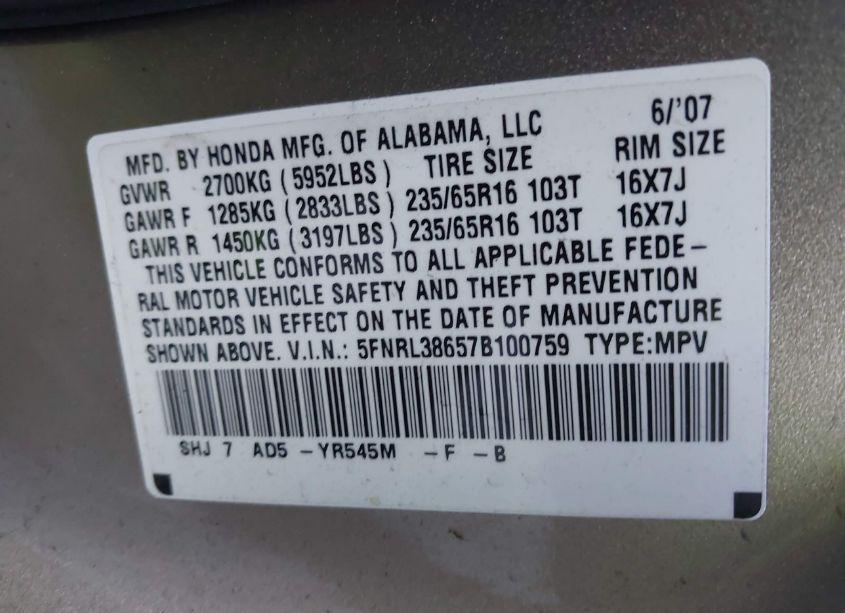 6/'07
MFD. BY HONDA MFG. OF ALABAMA, LLC
GVWR 2700KG (5952LBS) TIRE SIZE RIM SIZE
GAWR F 1285KG (2833LBS) 235/65R16 103T 16X7J
GAWR R 1450KG (3197LBS) 235/65R16 103T 16X7J
THIS VEHICLE CONFORMS TO ALL APPLICABLE FEDE-
RAL MOTOR VEHICLE SAFETY AND THEFT PREVENTION
STANDARDS IN EFFECT ON THE DATE OF MANUFACTURE
SHOWN ABOVE. V.I.N.: 5FNRL38657B100759 TYPE:MPV
SHJ 7 AD5 -YR545M -F -B